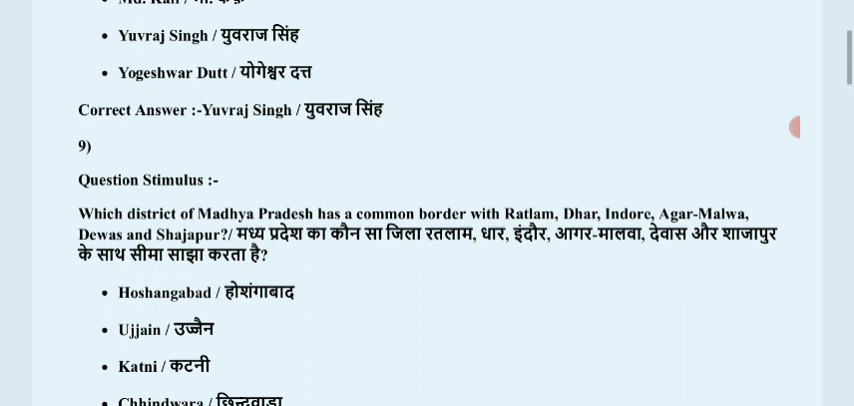 • Yuvraj Singh / युवराज सिंह
• Yogeshwar Dutt / योगेश्वर दत्त
Correct Answer :-Yuvraj Singh / युवराज सिंह
9)
Question Stimulus :-
Which district of Madhya Pradesh has a common border with Ratlam, Dhar, Indore, Agar-Malwa,
Dewas and Shajapur?/ मध्य प्रदेश का कौन सा जिला रतलाम, धार, इंदौर, आगर-मालवा, देवास और शाजापुर
के साथ सीमा साझा करता है?
• Hoshangabad / होशंगाबाद
• Ujjain / उज्जैन
• Katni / कटनी
• Chhindwara / छिन्दवाड़ा